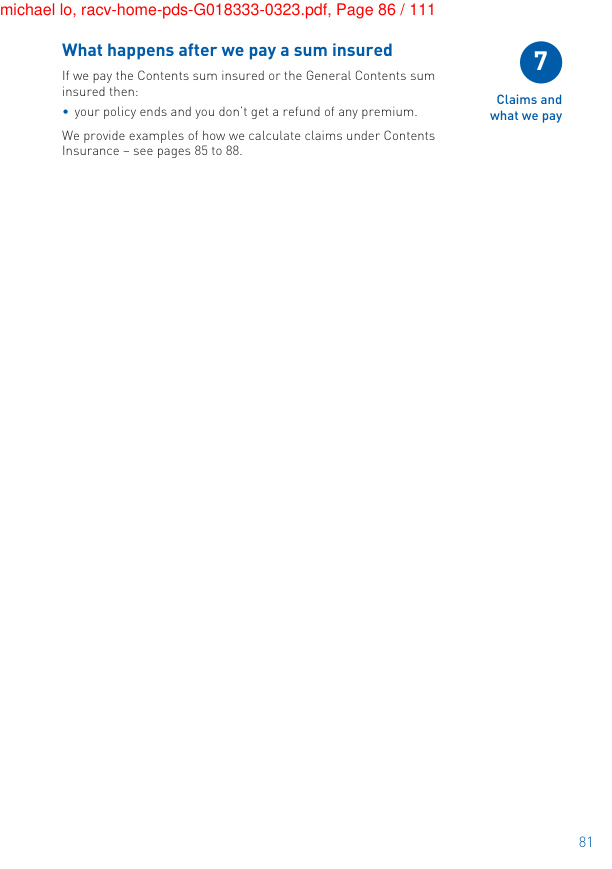 michael lo, racv-home-pds-G018333-0323.pdf, Page 86 / 111
What happens after we pay a sum insured
If we pay the Contents sum insured or the General Contents sum
insured then:
• your policy ends and you don't get a refund of any premium.
We provide examples of how we calculate claims under Contents
Insurance – see pages 85 to 88.
7
Claims and
what we pay
81